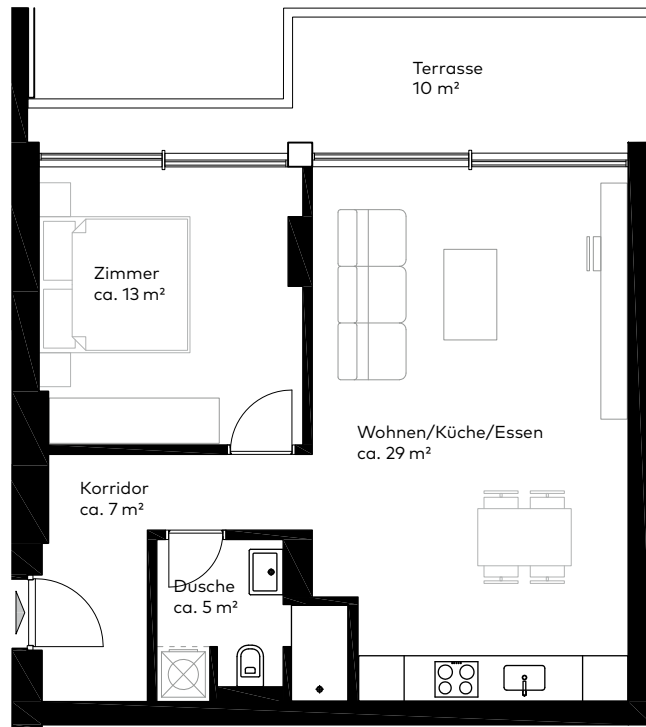 Terrasse
10 m²
Zimmer
ca. 13 m²
Wohnen/Küche/Essen
ca. 29 m²
Korridor
ca. 7 m²
Dusche
ca. 5 m²